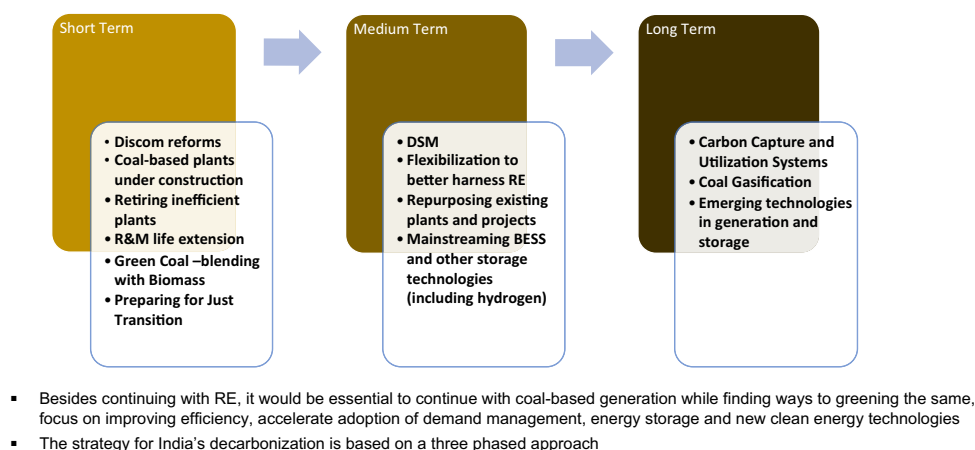 Short Term
• Discom reforms
• Coal-based plants
under construction
• Retiring inefficient
plants
• R&M life extension
• Green Coal –blending
with Biomass
• Preparing for Just
Transition
Medium Term
• DSM
• Flexibilization to
better harness RE
• Repurposing existing
plants and projects
• Mainstreaming BESS
and other storage
technologies
(including hydrogen)
Long Term
• Carbon Capture and
Utilization Systems
• Coal Gasification
• Emerging technologies
in generation and
storage
▪ Besides continuing with RE, it would be essential to continue with coal-based generation while finding ways to greening the same,
focus on improving efficiency, accelerate adoption of demand management, energy storage and new clean energy technologies
▪ The strategy for India's decarbonization is based on a three phased approach